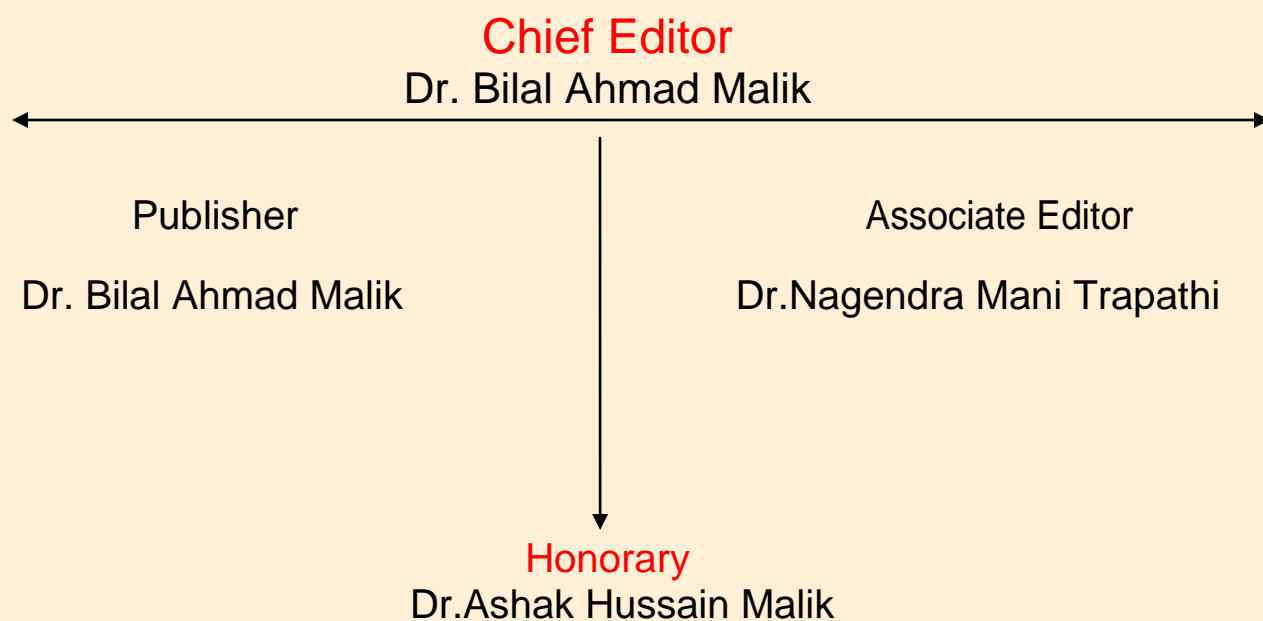 Chief Editor
Dr. Bilal Ahmad Malik
Publisher
Dr. Bilal Ahmad Malik
Associate Editor
Dr.Nagendra Mani Trapathi
Honorary
Dr.Ashak Hussain Malik